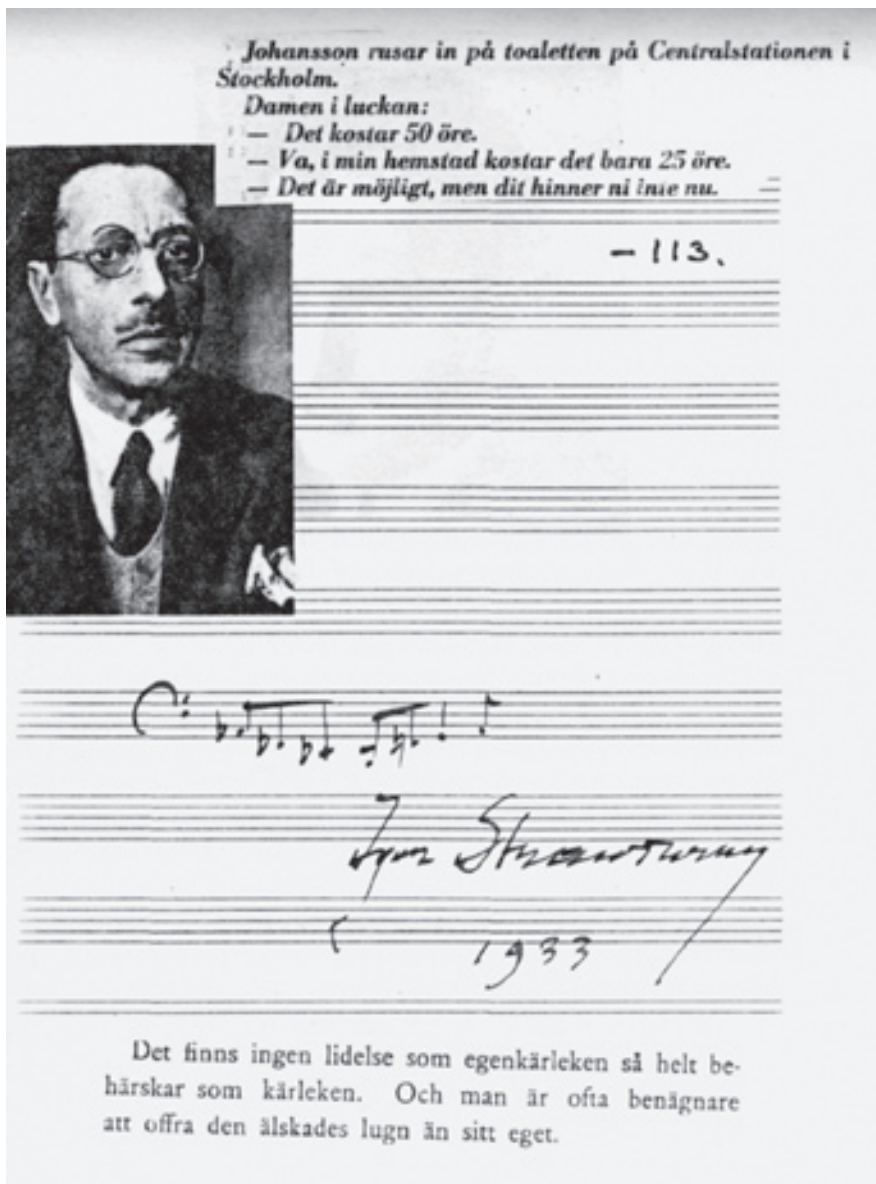 Johansson rusar in på toaletten på Centralstationen i
Stockholm.
Damen i luckan:
— Det kostar 50 öre.
— Va, i min hemstad kostar det bara 25 öre.
— Det är möjligt, men dit hinner ni inte nu.
– 113.
Igor Strawinsky
1933
Det finns ingen lidelse som egenkärleken så helt be-
härskar som kärleken. Och man är ofta benägnare
att offra den älskades lugn än sitt eget.